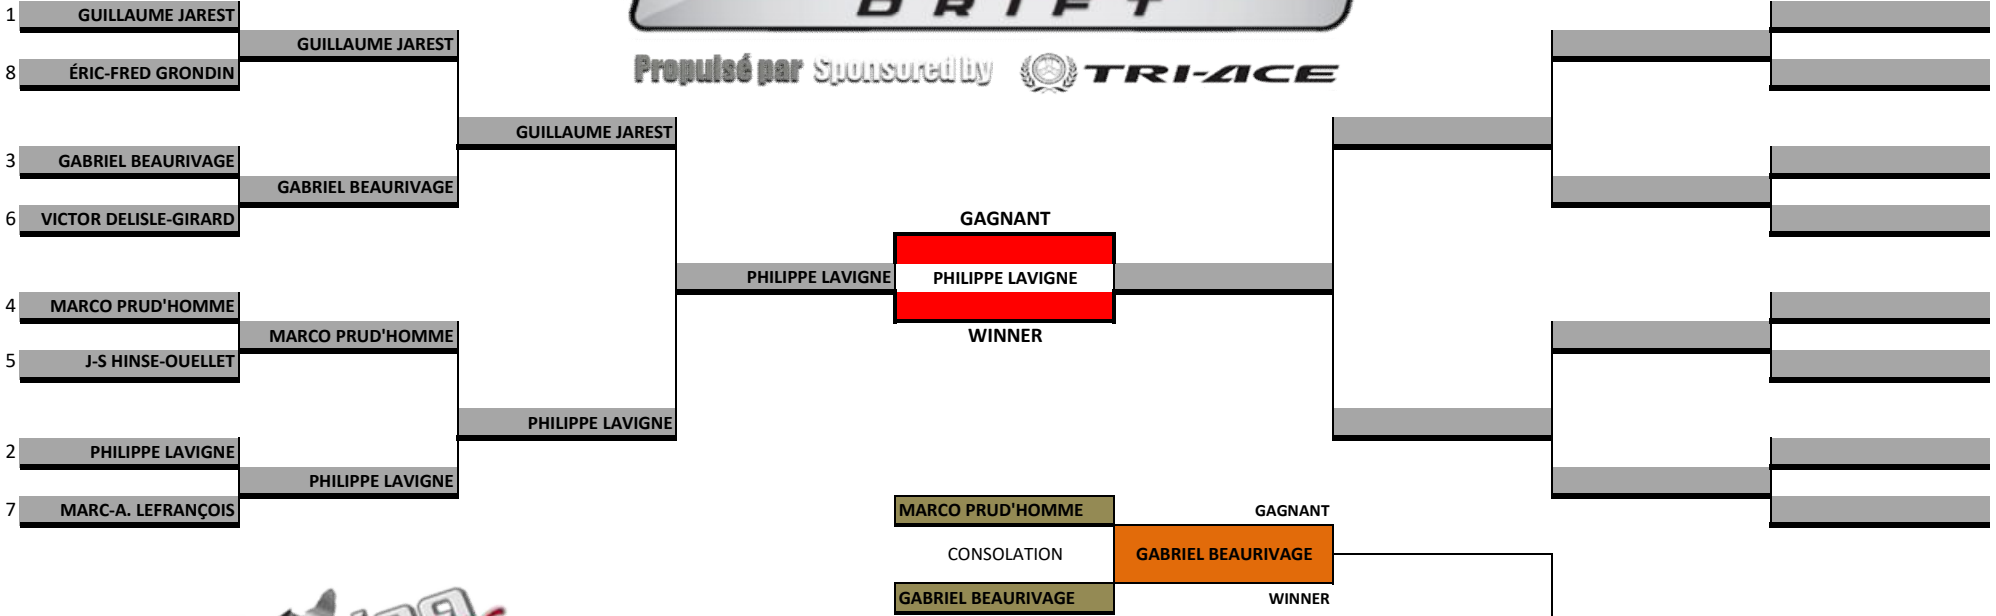 DRIFT
Propulsé par Sponsored by TRI-ACE
1 GUILLAUME JAREST
GUILLAUME JAREST
8 ÉRIC-FRED GRONDIN
GUILLAUME JAREST
3 GABRIEL BEAURIVAGE
GABRIEL BEAURIVAGE
6 VICTOR DELISLE-GIRARD
GAGNANT
PHILIPPE LAVIGNE
PHILIPPE LAVIGNE
WINNER
4 MARCO PRUD'HOMME
MARCO PRUD'HOMME
5 J-S HINSE-OUELLET
PHILIPPE LAVIGNE
2 PHILIPPE LAVIGNE
PHILIPPE LAVIGNE
7 MARC-A. LEFRANÇOIS
MARCO PRUD'HOMME
GAGNANT
CONSOLATION
GABRIEL BEAURIVAGE
GABRIEL BEAURIVAGE
WINNER